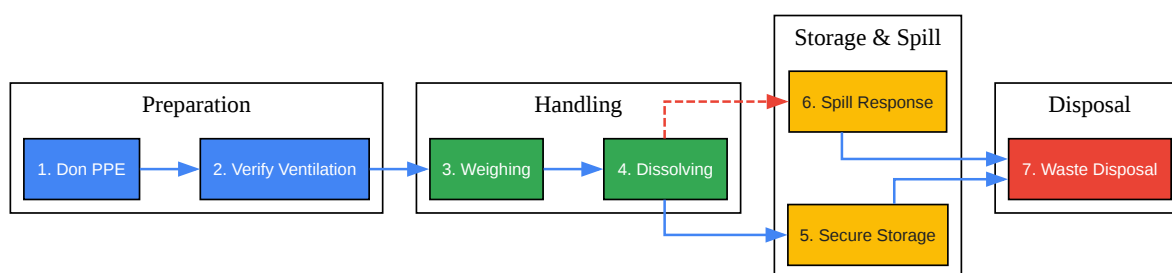 Preparation
1. Don PPE
2. Verify Ventilation
Handling
3. Weighing
4. Dissolving
Storage & Spill
6. Spill Response
5. Secure Storage
Disposal
7. Waste Disposal